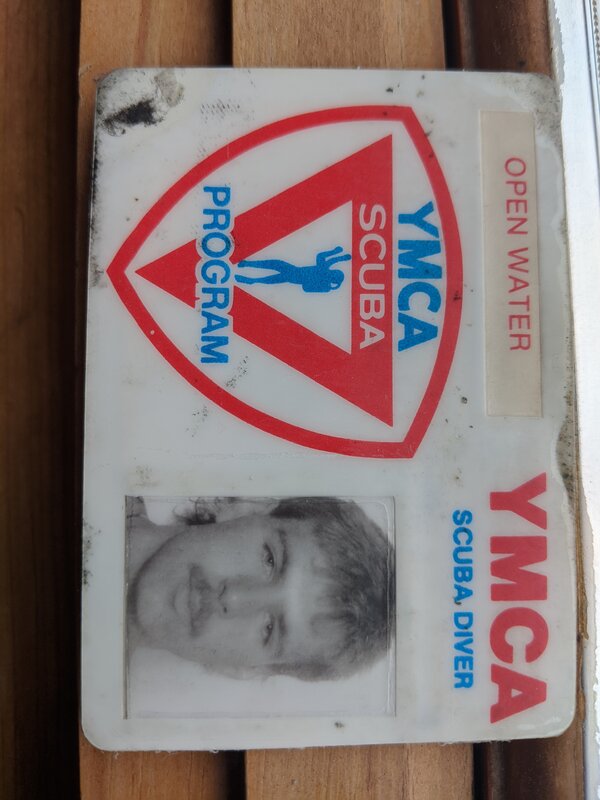 OPEN WATER
YMCA
SCUBA DIVER
YMCA
SCUBA
PROGRAM